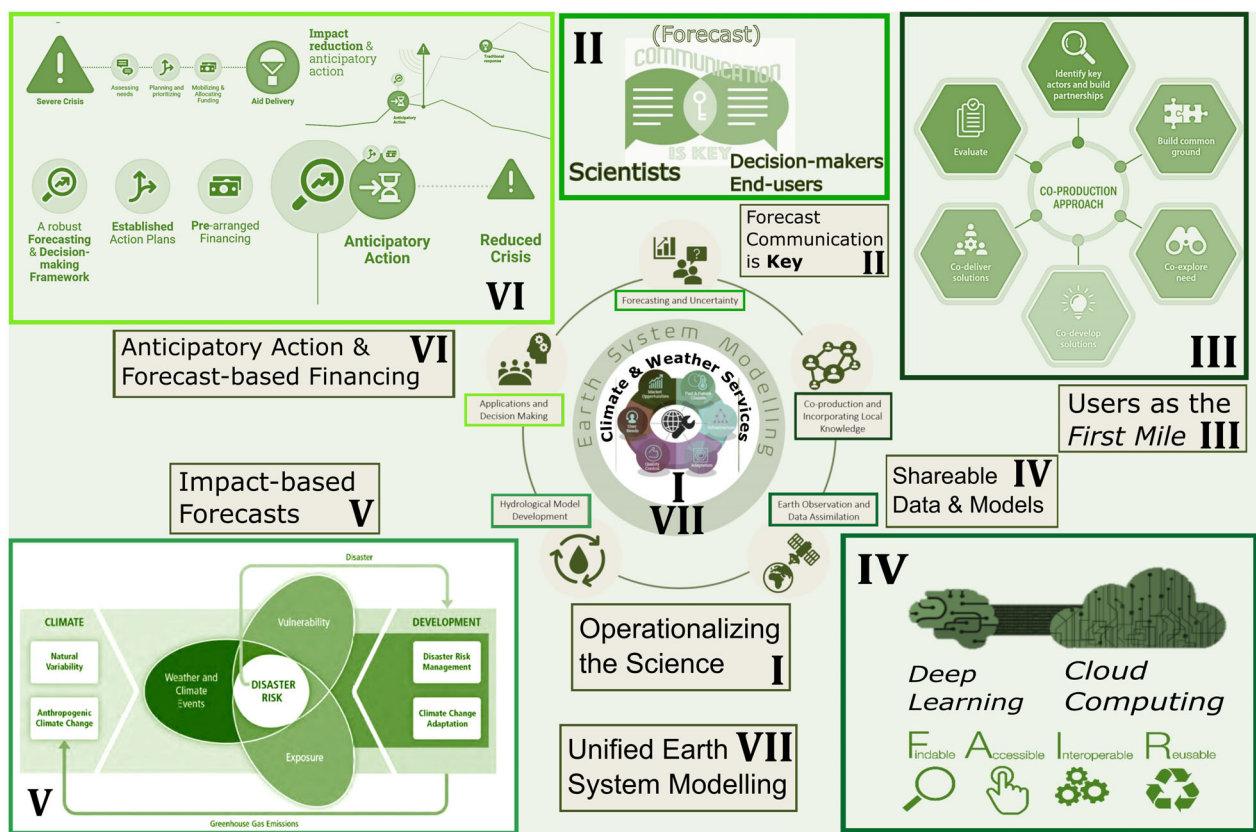 Severe Crisis
Assessing
needs
Planning and
prioritizing
Mobilizing &
Allocating
Funding
Aid Delivery
Impact
reduction &
anticipatory
action
Traditional
response
Anticipatory
Action
A robust
Forecasting
& Decision-
making
Framework
Established
Action Plans
Pre-arranged
Financing
Anticipatory
Action
Reduced
Crisis
VI
II
(Forecast)
COMMUNICATION
IS KEY
Scientists
Decision-makers
End-users
Identify key
actors and build
partnerships
Evaluate
Build common
ground
CO-PRODUCTION
APPROACH
Co-deliver
solutions
Co-explore
need
Co-develop
solutions
III
Forecast
Communication
is Key II
Anticipatory Action & VI
Forecast-based Financing
Users as the
First Mile III
Impact-based
Forecasts V
Shareable IV
Data & Models
Forecasting and Uncertainty
Applications and
Decision Making
Co-production and
Incorporating Local
Knowledge
Hydrological Model
Development
Earth Observation and
Data Assimilation
Earth System Modelling
Climate & Weather Services
Market
Opportunities
User Needs
Quality
Control
Adaptation
I
VII
Operationalizing
the Science I
Unified Earth VII
System Modelling
Disaster
CLIMATE
Natural
Variability
Anthropogenic
Climate Change
Weather and
Climate
Events
Vulnerability
DISASTER
RISK
Exposure
DEVELOPMENT
Disaster Risk
Management
Climate Change
Adaptation
Greenhouse Gas Emissions
V
IV
Deep
Learning
Cloud
Computing
Findable Accessible Interoperable Reusable